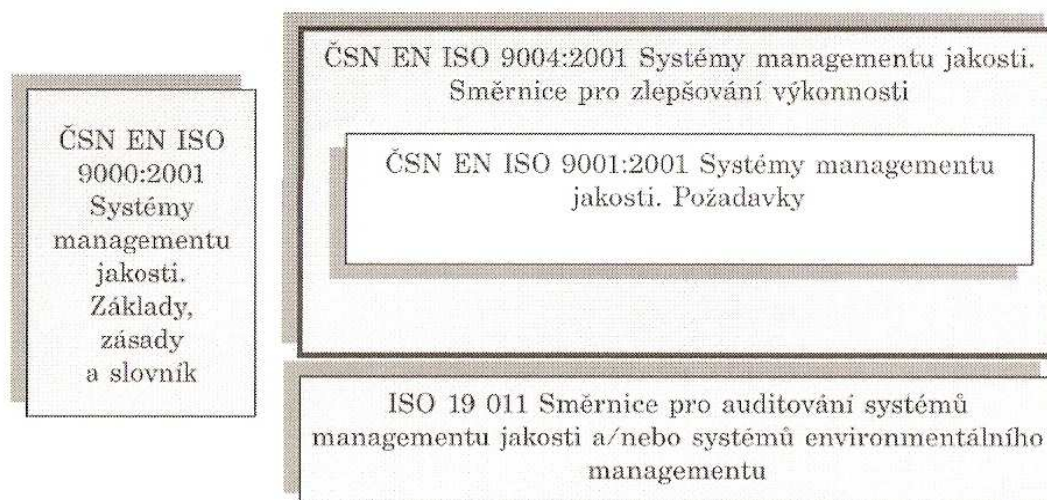 ČSN EN ISO
9000:2001
Systémy
managementu
jakosti.
Základy,
zásady
a slovník
ČSN EN ISO 9004:2001 Systémy managementu jakosti.
Směrnice pro zlepšování výkonnosti
ČSN EN ISO 9001:2001 Systémy managementu
jakosti. Požadavky
ISO 19 011 Směrnice pro auditování systémů
managementu jakosti a/nebo systémů environmentálního
managementu